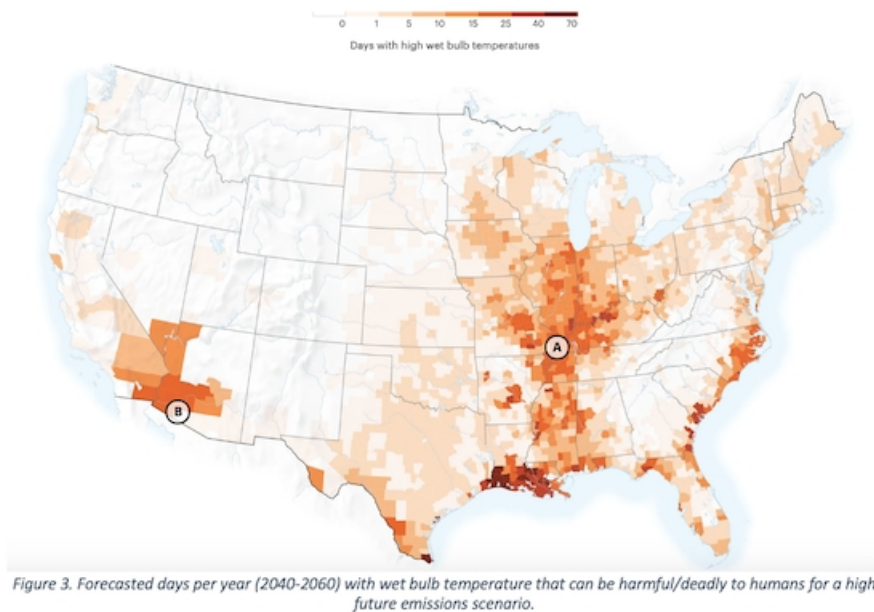 0 1 5 10 15 25 40 70
Days with high wet bulb temperatures
A
B
Figure 3. Forecasted days per year (2040-2060) with wet bulb temperature that can be harmful/deadly to humans for a high
future emissions scenario.